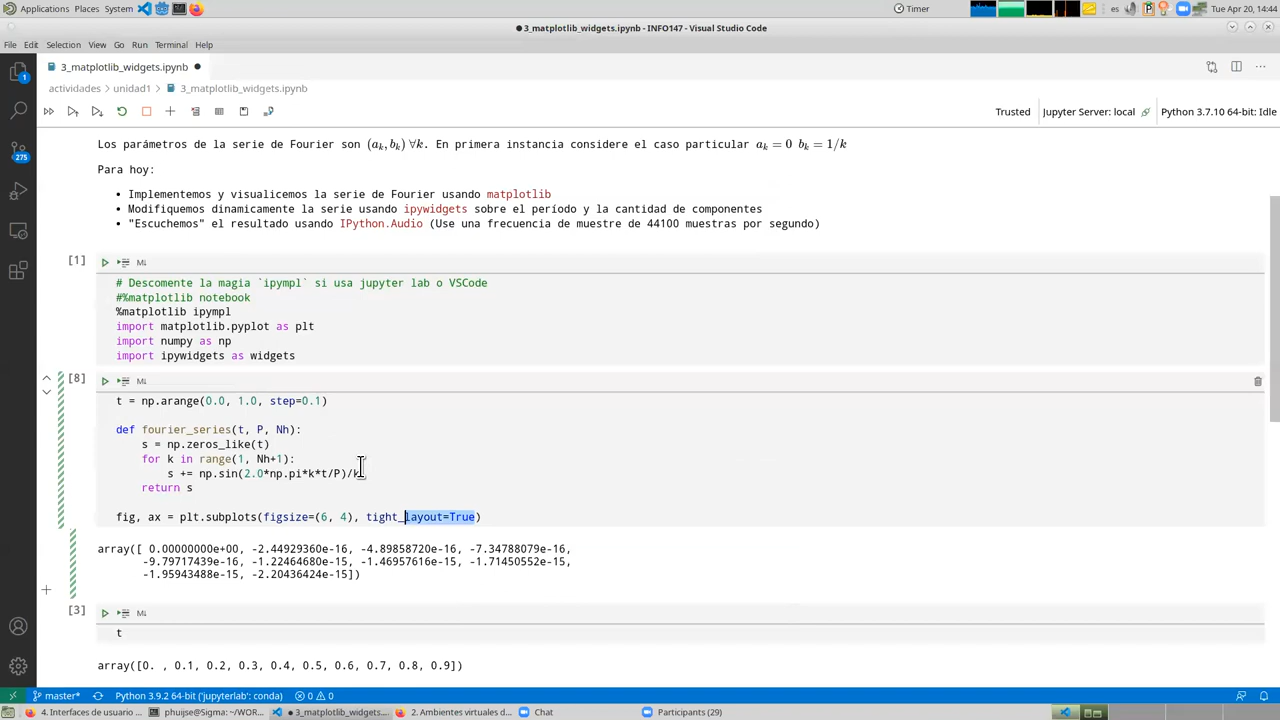 Applications Places System Timer es Tue Apr 20, 14:44
● 3_matplotlib_widgets.ipynb - INFO147 - Visual Studio Code
File Edit Selection View Go Run Terminal Help
3_matplotlib_widgets.ipynb ●
actividades > unidad1 > 3_matplotlib_widgets.ipynb
Trusted Jupyter Server: local Python 3.7.10 64-bit: Idle
Los parámetros de la serie de Fourier son (a_k, b_k) ∀k. En primera instancia considere el caso particular a_k = 0 b_k = 1/k
Para hoy:
• Implementemos y visualicemos la serie de Fourier usando matplotlib
• Modifiquemos dinamicamente la serie usando ipywidgets sobre el período y la cantidad de componentes
• "Escuchemos" el resultado usando IPython.Audio (Use una frecuencia de muestre de 44100 muestras por segundo)
[1] M↓
# Descomente la magia `ipympl` si usa jupyter lab o VSCode
#%matplotlib notebook
%matplotlib ipympl
import matplotlib.pyplot as plt
import numpy as np
import ipywidgets as widgets
[8] M↓
t = np.arange(0.0, 1.0, step=0.1)
def fourier_series(t, P, Nh):
s = np.zeros_like(t)
for k in range(1, Nh+1):
s += np.sin(2.0*np.pi*k*t/P)/k
return s
fig, ax = plt.subplots(figsize=(6, 4), tight_layout=True)
array([ 0.00000000e+00, -2.44929360e-16, -4.89858720e-16, -7.34788079e-16,
-9.79717439e-16, -1.22464680e-15, -1.46957616e-15, -1.71450552e-15,
-1.95943488e-15, -2.20436424e-15])
[3] M↓
t
array([0. , 0.1, 0.2, 0.3, 0.4, 0.5, 0.6, 0.7, 0.8, 0.9])
1
275
master* Python 3.9.2 64-bit ('jupyterlab': conda) 0 0
4. Interfaces de usuario ... phuijse@Sigma: ~/WOR... ● 3_matplotlib_widgets.... 2. Ambientes virtuales d... Chat Participants (29)